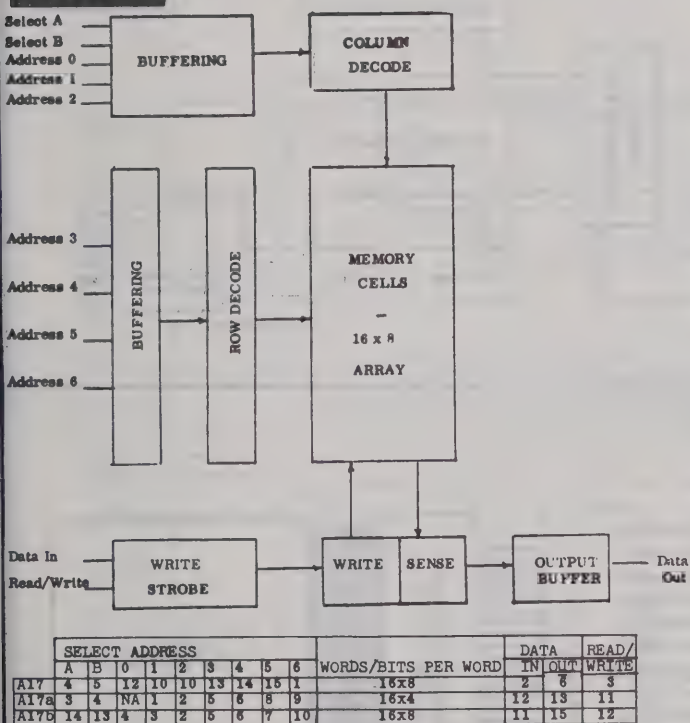 Select A
Select B
Address 0
Address 1
Address 2
BUFFERING
COLUMN
DECODE
Address 3
Address 4
Address 5
Address 6
BUFFERING
ROW DECODE
MEMORY
CELLS
-
16 x 8
ARRAY
Data In
Read/Write
WRITE
STROBE
WRITE
SENSE
OUTPUT
BUFFER
Data
Out
SELECT ADDRESS DATA READ/
A B 0 1 2 3 4 5 6 WORDS/BITS PER WORD IN OUT WRITE
A17 4 5 12 10 10 13 14 15 1 16x8 2 6 3
A17a 3 4 NA 1 2 5 6 8 9 16x4 12 13 11
A17b 14 13 4 3 2 5 6 7 10 16x8 11 15 12